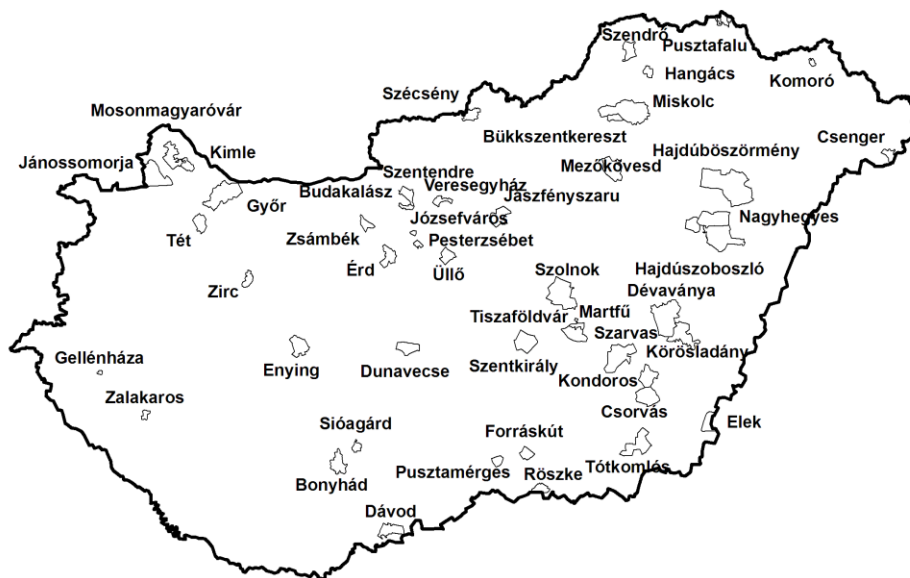 Szendrő
Pusztafalu
Hangács
Komoró
Szécsény
Miskolc
Mosonmagyaróvár
Bükkszentkereszt
Csenger
Jánossomorja
Kimle
Mezőkövesd
Hajdúböszörmény
Szentendre
Budakalász
Veresegyház
Jászfényszaru
Győr
Józsefváros
Nagyhegyes
Tét
Zsámbék
Pesterzsébet
Érd
Üllő
Szolnok
Hajdúszoboszló
Zirc
Dévaványa
Tiszaföldvár
Martfű
Szarvas
Gellénháza
Enying
Dunavecse
Szentkirály
Körösladány
Kondoros
Zalakaros
Csorvás
Sióagárd
Forráskút
Elek
Bonyhád
Pusztamérges
Röszke
Tótkomlós
Dávod